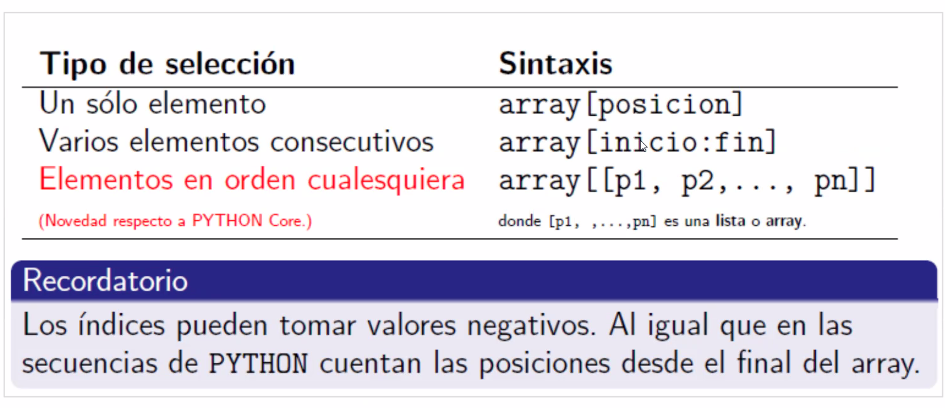 Tipo de selección Sintaxis
Un sólo elemento array[posicion]
Varios elementos consecutivos array[inicio:fin]
Elementos en orden cualesquiera array[[p1, p2,..., pn]]
(Novedad respecto a PYTHON Core.) donde [p1, ,...,pn] es una lista o array.
Recordatorio
Los índices pueden tomar valores negativos. Al igual que en las
secuencias de PYTHON cuentan las posiciones desde el final del array.